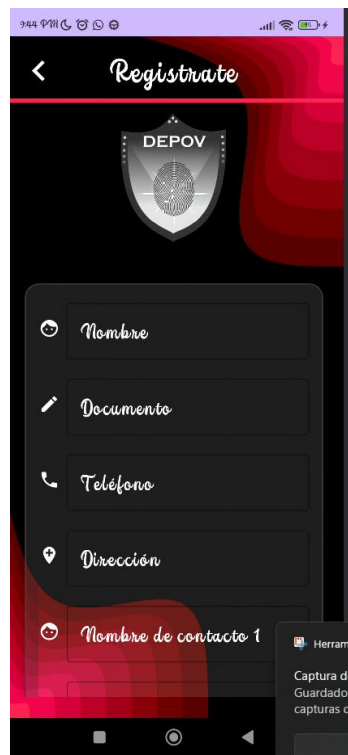 9:44 PM
Registrate
DEPOV
Nombre
Documento
Teléfono
Dirección
Nombre de contacto 1
Herram
Captura d
Guardado
capturas d